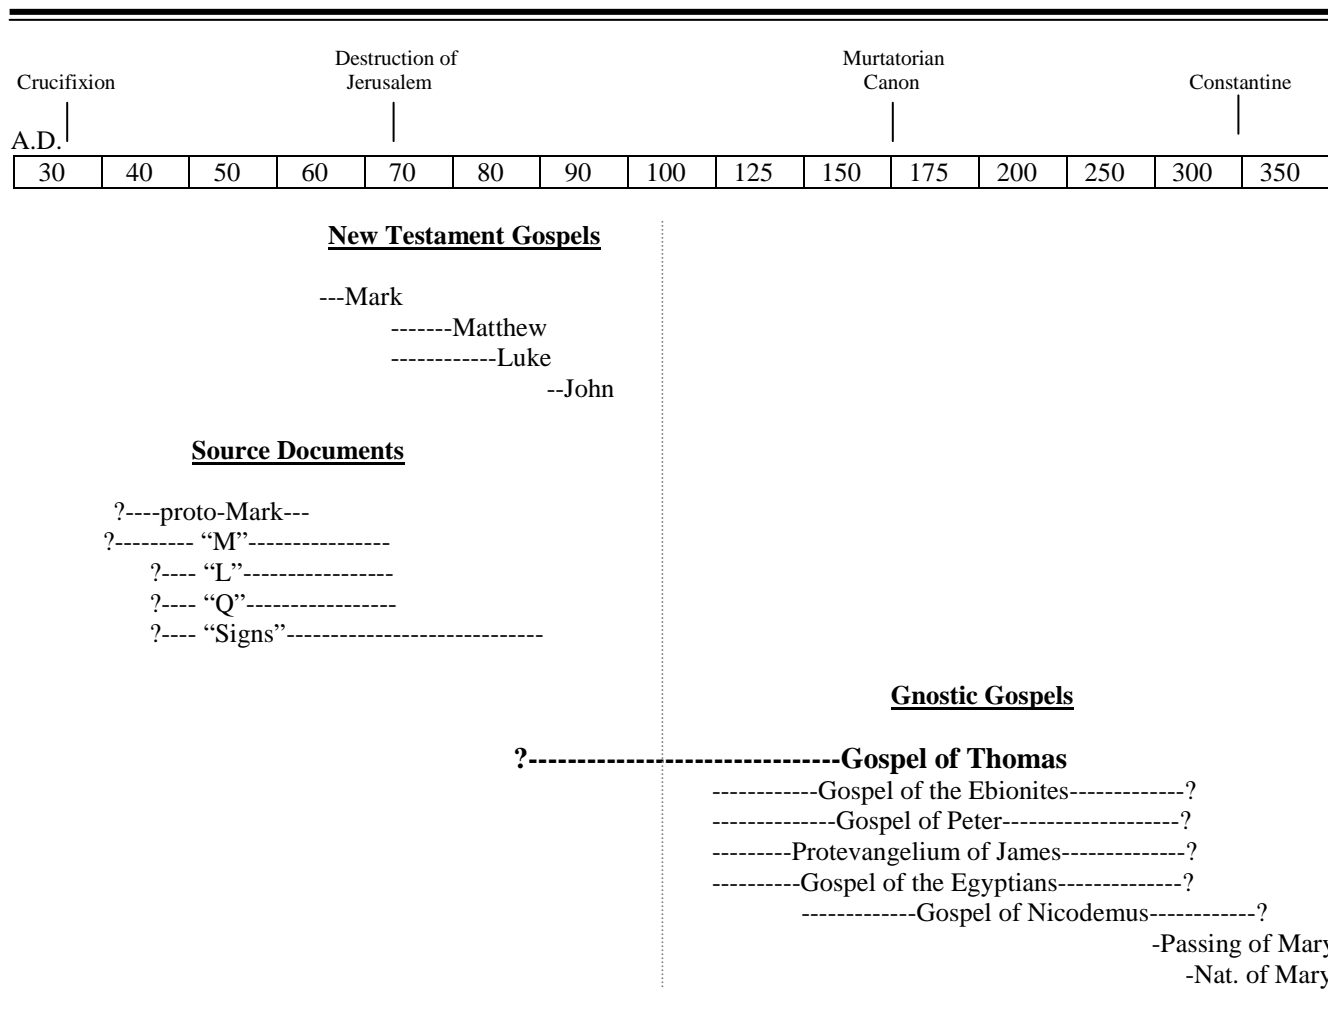 Destruction of Murtatorian
Crucifixion Jerusalem Canon Constantine
A.D.
30 40 50 60 70 80 90 100 125 150 175 200 250 300 350
New Testament Gospels
---Mark
-------Matthew
------------Luke
--John
Source Documents
?----proto-Mark---
?--------- “M”----------------
?---- “L”-----------------
?---- “Q”-----------------
?---- “Signs”-----------------------------
Gnostic Gospels
?--------------------------------Gospel of Thomas
------------Gospel of the Ebionites-------------?
--------------Gospel of Peter--------------------?
---------Protevangelium of James--------------?
----------Gospel of the Egyptians--------------?
-------------Gospel of Nicodemus------------?
-Passing of Mary
-Nat. of Mary